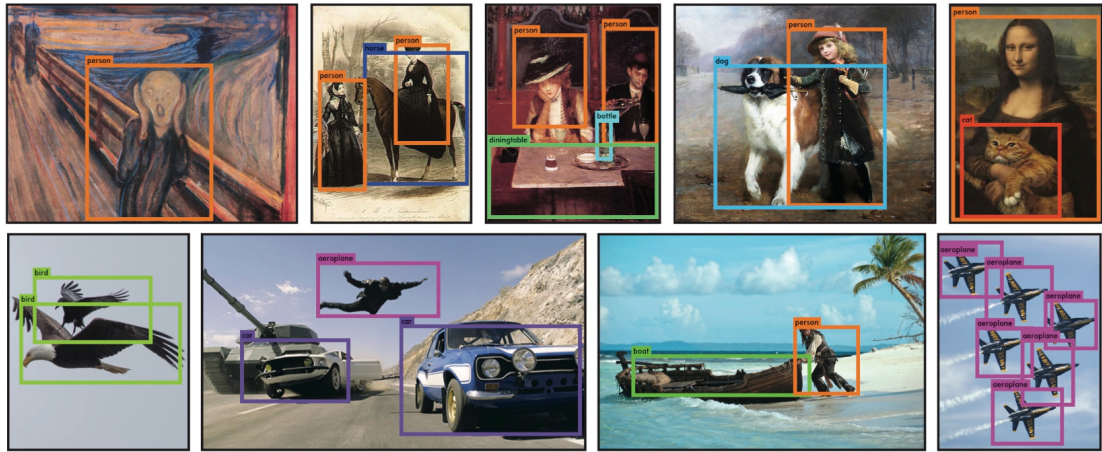 person
person
horse
person
person
person
bottle
diningtable
dog
person
person
cat
bird
bird
aeroplane
car
car
boat
person
aeroplane
aeroplane
aeroplane
aeroplane
aeroplane
aeroplane